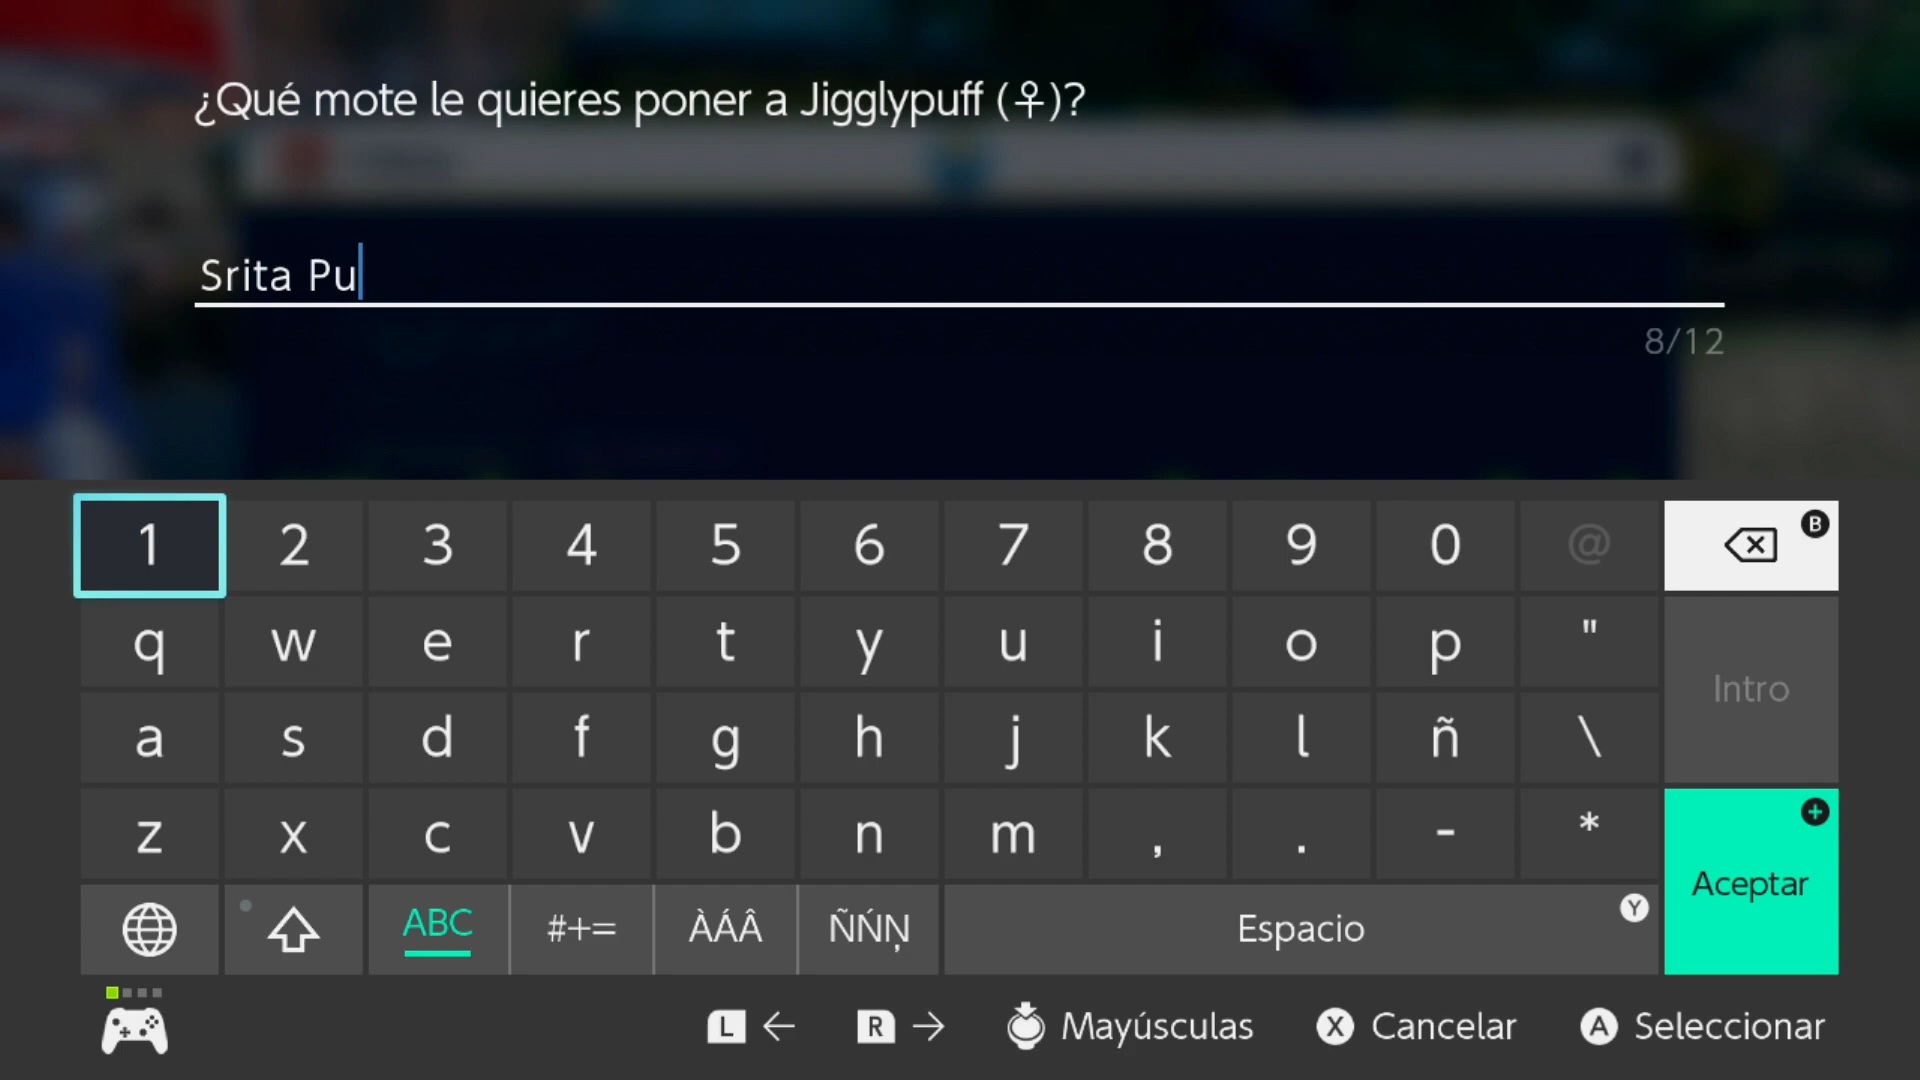 ¿Qué mote le quieres poner a Jigglypuff (♀)?
Srita Pu
8/12
1 2 3 4 5 6 7 8 9 0 @ B
q w e r t y u i o p "
Intro
a s d f g h j k l ñ \
z x c v b n m , . - *
Aceptar
ABC #+= ÀÁÂ ÑŃŅ Espacio Y
L ← R → Mayúsculas X Cancelar A Seleccionar